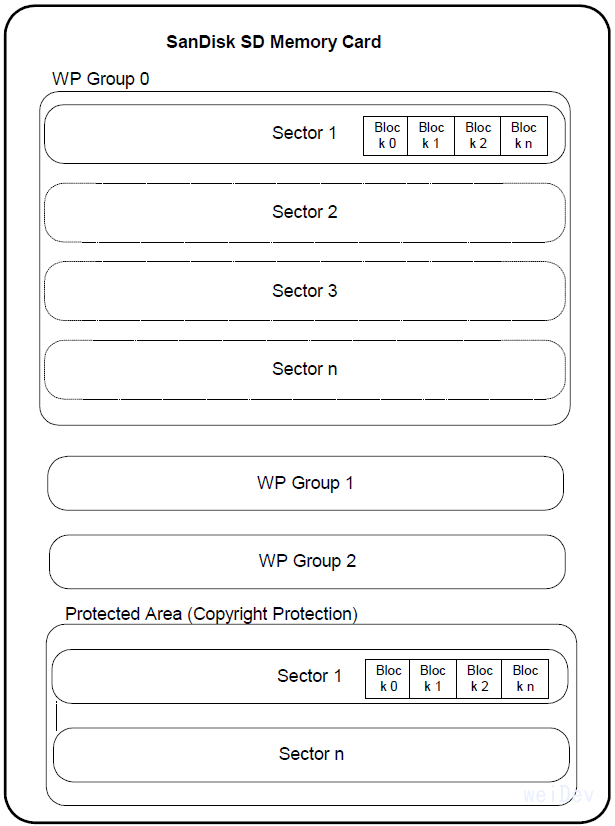 SanDisk SD Memory Card
WP Group 0
Sector 1
Bloc
k 0
Bloc
k 1
Bloc
k 2
Bloc
k n
Sector 2
Sector 3
Sector n
WP Group 1
WP Group 2
Protected Area (Copyright Protection)
Sector 1
Bloc
k 0
Bloc
k 1
Bloc
k 2
Bloc
k n
Sector n
weiDev